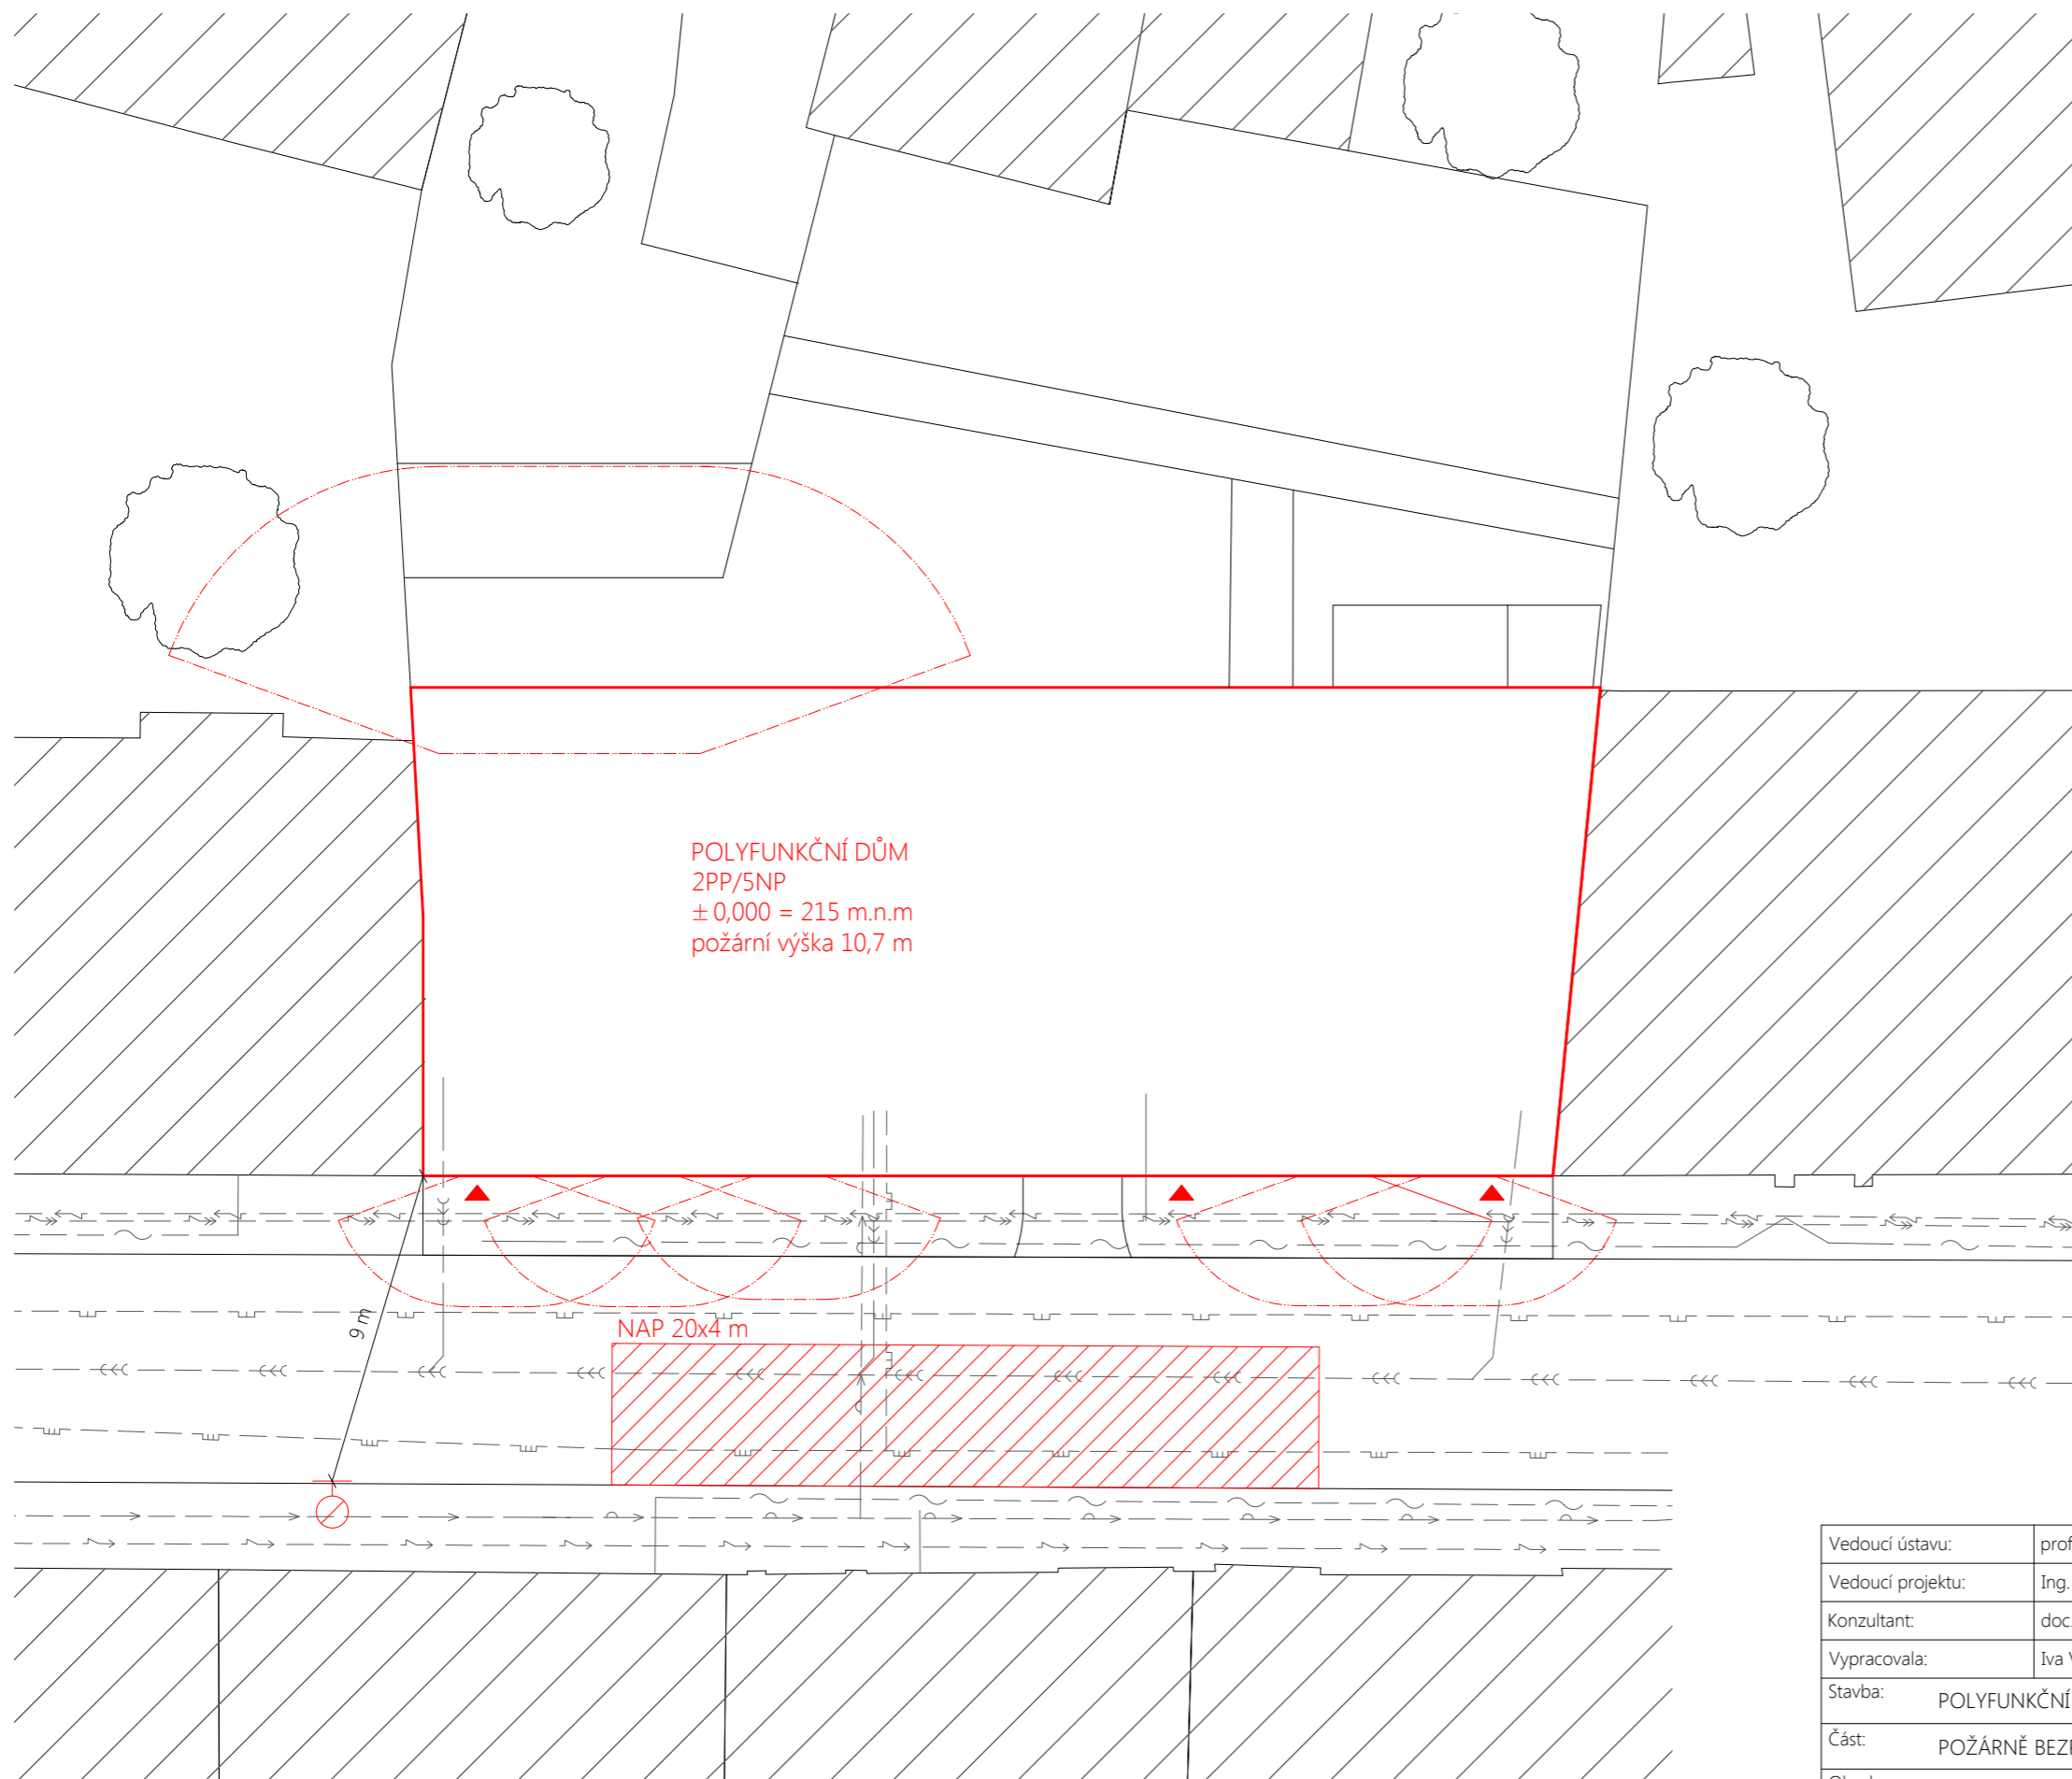 POLYFUNKČNÍ DŮM
2PP/5NP
± 0,000 = 215 m.n.m
požární výška 10,7 m
9 m
NAP 20x4 m
Vedoucí ústavu: prof
Vedoucí projektu: Ing.
Konzultant: doc.
Vypracovala: Iva
Stavba: POLYFUNKČNÍ
Část: POŽÁRNĚ